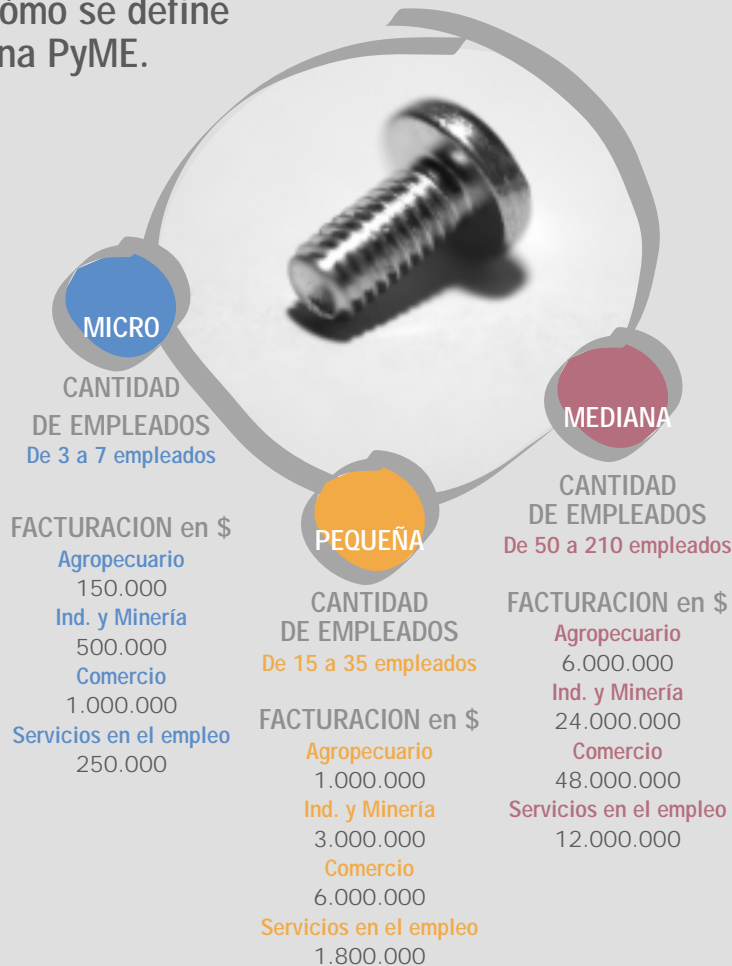 ómo se define
na PyME.
MICRO
CANTIDAD
DE EMPLEADOS
De 3 a 7 empleados
FACTURACION en $
Agropecuario
150.000
Ind. y Minería
500.000
Comercio
1.000.000
Servicios en el empleo
250.000
PEQUEÑA
CANTIDAD
DE EMPLEADOS
De 15 a 35 empleados
FACTURACION en $
Agropecuario
1.000.000
Ind. y Minería
3.000.000
Comercio
6.000.000
Servicios en el empleo
1.800.000
MEDIANA
CANTIDAD
DE EMPLEADOS
De 50 a 210 empleados
FACTURACION en $
Agropecuario
6.000.000
Ind. y Minería
24.000.000
Comercio
48.000.000
Servicios en el empleo
12.000.000